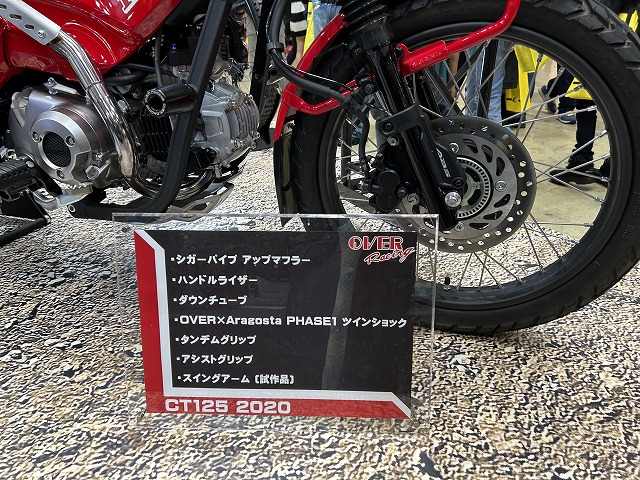 OVER
Racing
・シガーパイプ アップマフラー
・ハンドルライザー
・ダウンチューブ
・OVER×Aragosta PHASE1 ツインショック
・タンデムグリップ
・アシストグリップ
・スイングアーム〔試作品〕
CT125 2020
ABS